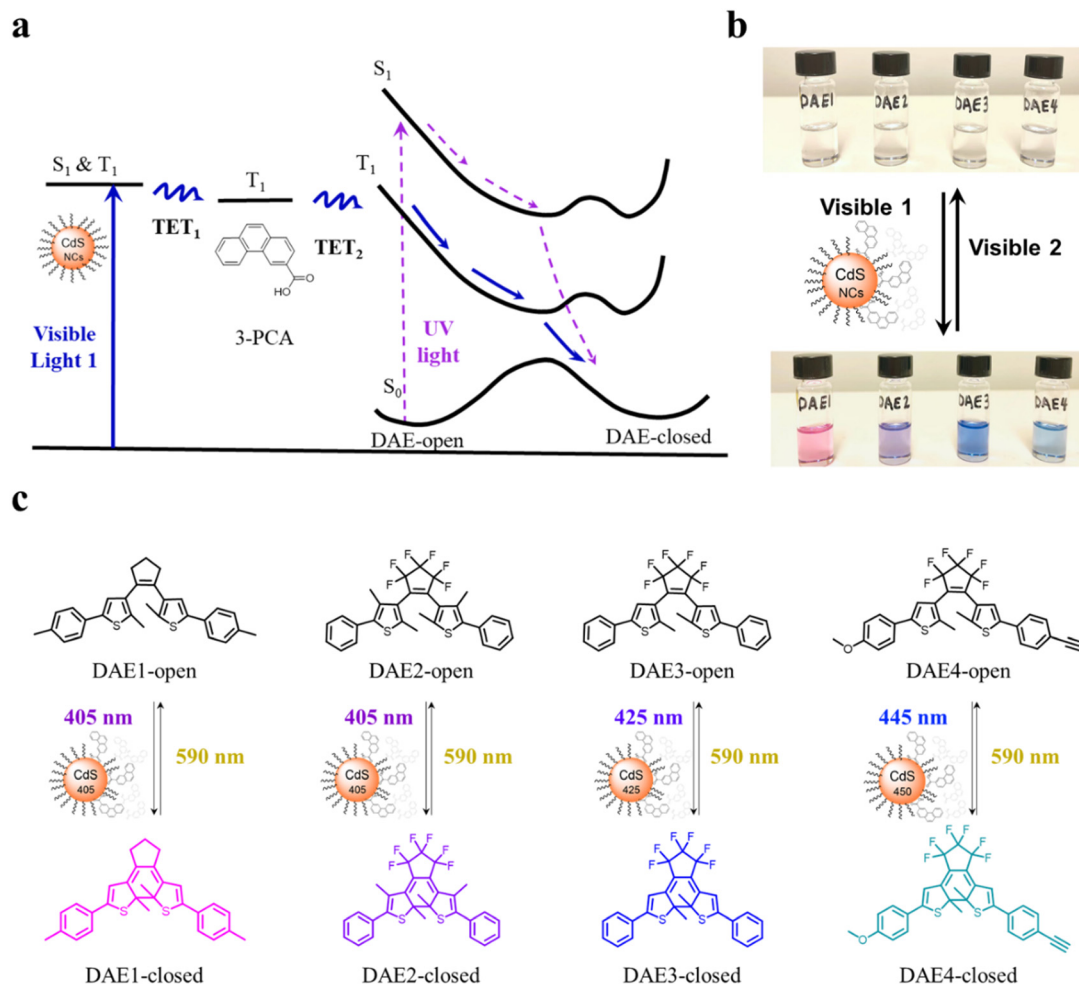 a
S1
S1 & T1
T1
T1
TET1
TET2
CdS
NCs
Visible
Light 1
O
HO
3-PCA
UV
light
S0
DAE-open
DAE-closed
b
DAE1 DAE2 DAE3 DAE4
Visible 1
CdS
NCs
Visible 2
DAE1 DAE2 DAE3 DAE4
c
S S
F F F F F F S S
F F F F F F S S
F F F F F F S S O
DAE1-open DAE2-open DAE3-open DAE4-open
405 nm 405 nm 425 nm 445 nm
590 nm 590 nm 590 nm 590 nm
CdS CdS CdS CdS
405 405 425 450
S S
F F F F F F S S
F F F F F F S S
F F F F F F S S O
DAE1-closed DAE2-closed DAE3-closed DAE4-closed